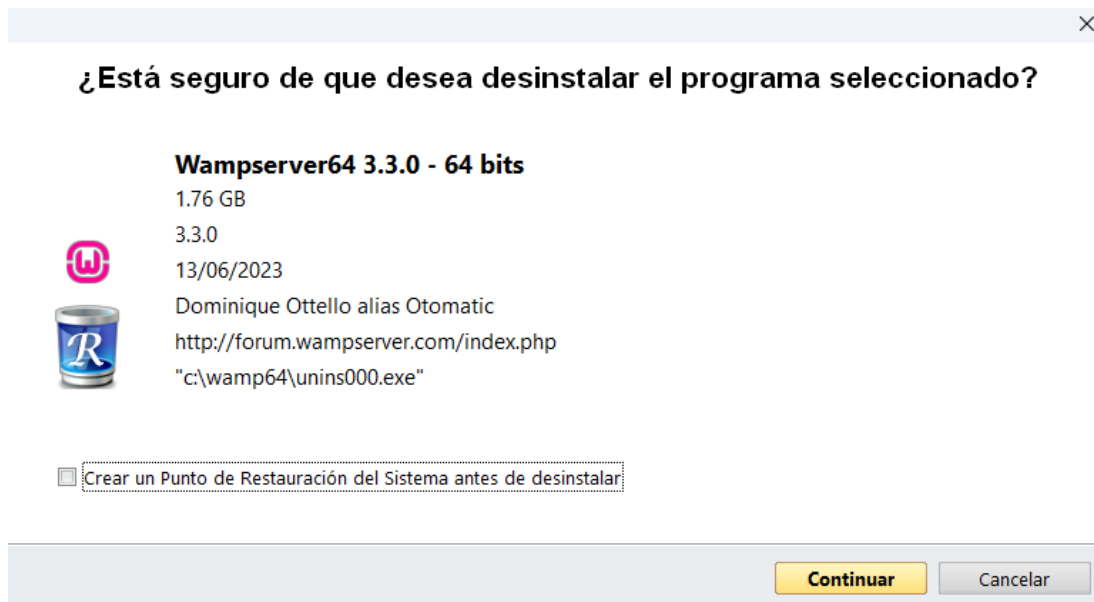 ¿Está seguro de que desea desinstalar el programa seleccionado?
Wampserver64 3.3.0 - 64 bits
1.76 GB
3.3.0
13/06/2023
Dominique Ottello alias Otomatic
http://forum.wampserver.com/index.php
"c:\wamp64\unins000.exe"
Crear un Punto de Restauración del Sistema antes de desinstalar
Continuar
Cancelar